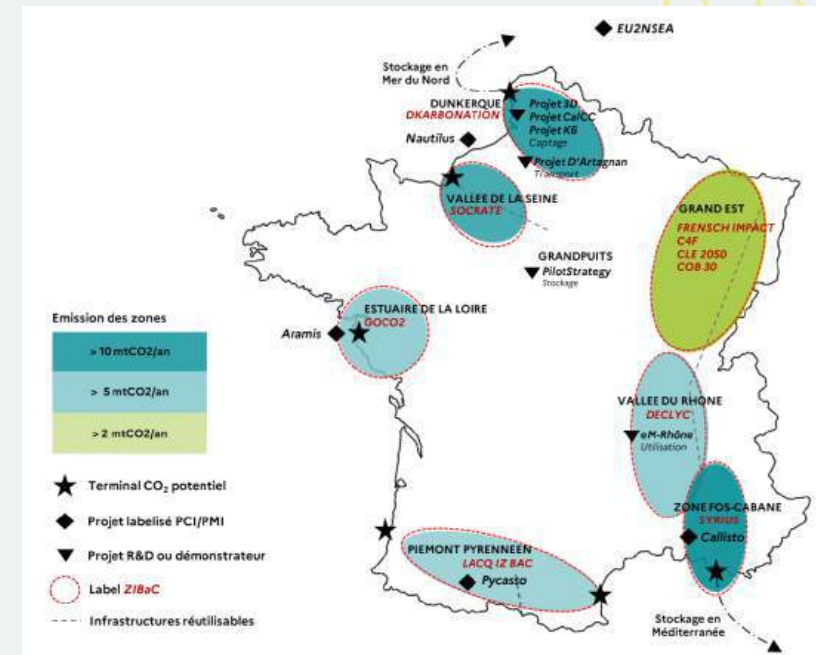 EU2NSEA
Stockage en
Mer du Nord
DUNKERQUE
DKARBONATION
Projet 3D
Projet CalCC
Projet K6
Captage
Nautilus
Projet D'Artagnan
Transport
VALLEE DE LA SEINE
SOCRATE
GRAND EST
FRENSCH IMPACT
C4F
CLE 2050
COB 30
GRANDPUITS
PilotStrategy
Stockage
ESTUAIRE DE LA LOIRE
GOCO2
Aramis
Emission des zones
> 10 mtCO2/an
> 5 mtCO2/an
> 2 mtCO2/an
VALLEE DU RHONE
DECLYC
eM-Rhône
Utilisation
Terminal CO₂ potentiel
Projet labelisé PCI/PMI
Projet R&D ou démonstrateur
Label ZIBaC
Infrastructures réutilisables
ZONE FOS-CABANE
SYRIUS
Callisto
PIEMONT PYRENNEEN
LACQ IZ BAC
Pycasso
Stockage en
Méditerranée